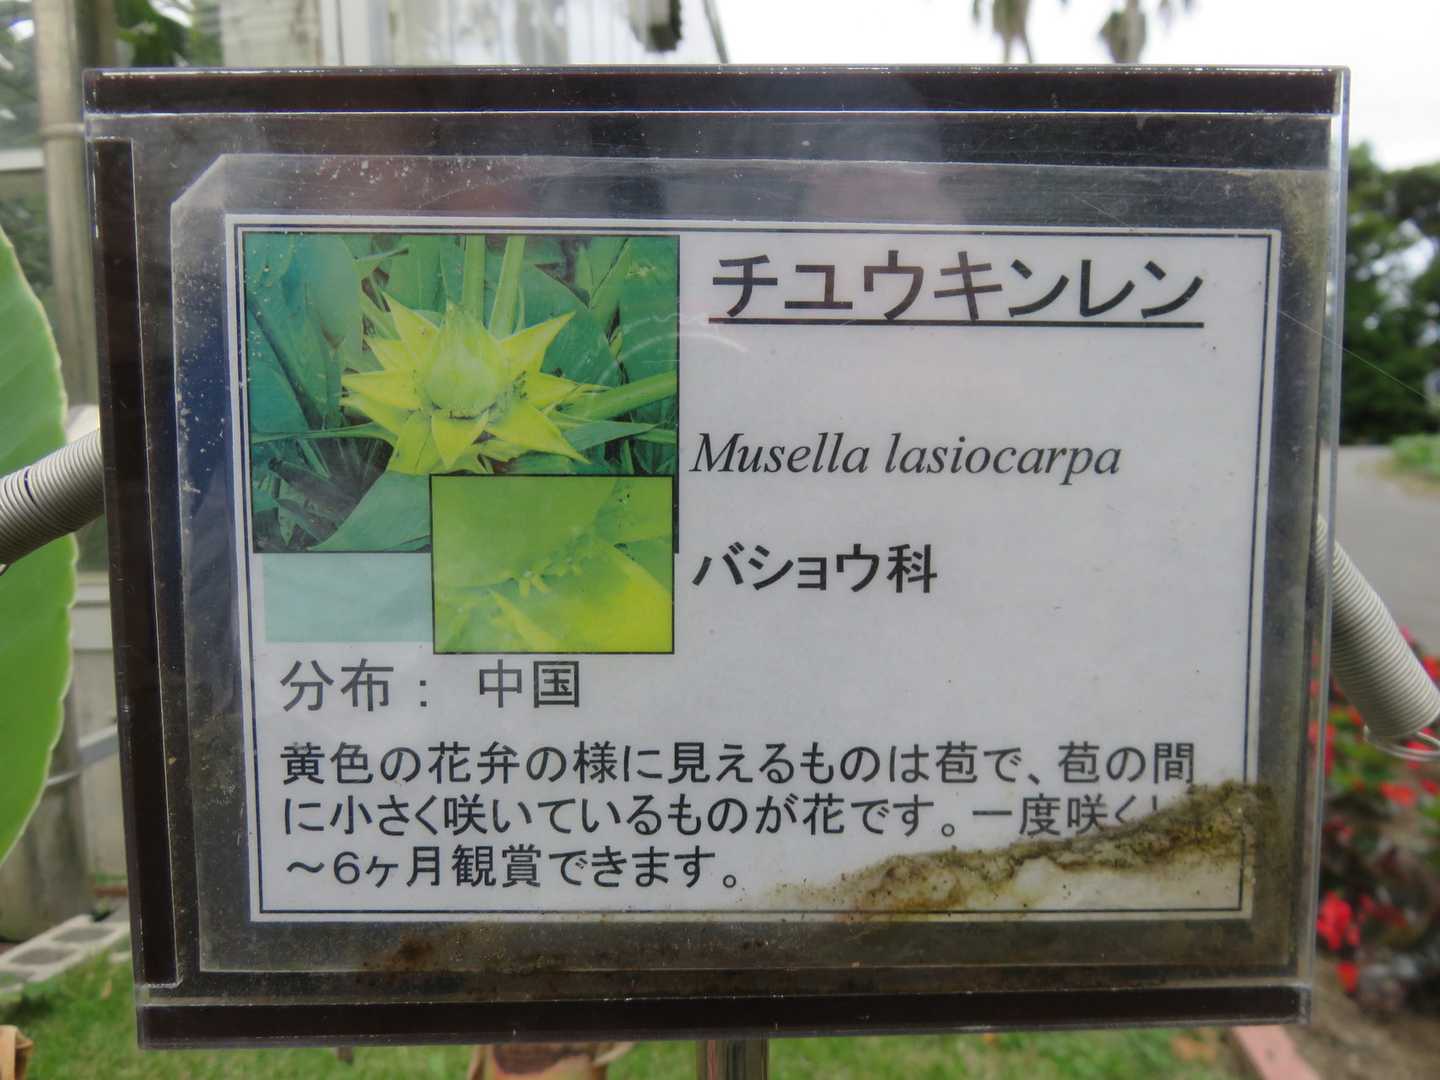 チユウキンレン
Musella lasiocarpa
バショウ科
分布： 中国
黄色の花弁の様に見えるものは苞で、苞の間
に小さく咲いているものが花です。一度咲く
～6ヶ月観賞できます。